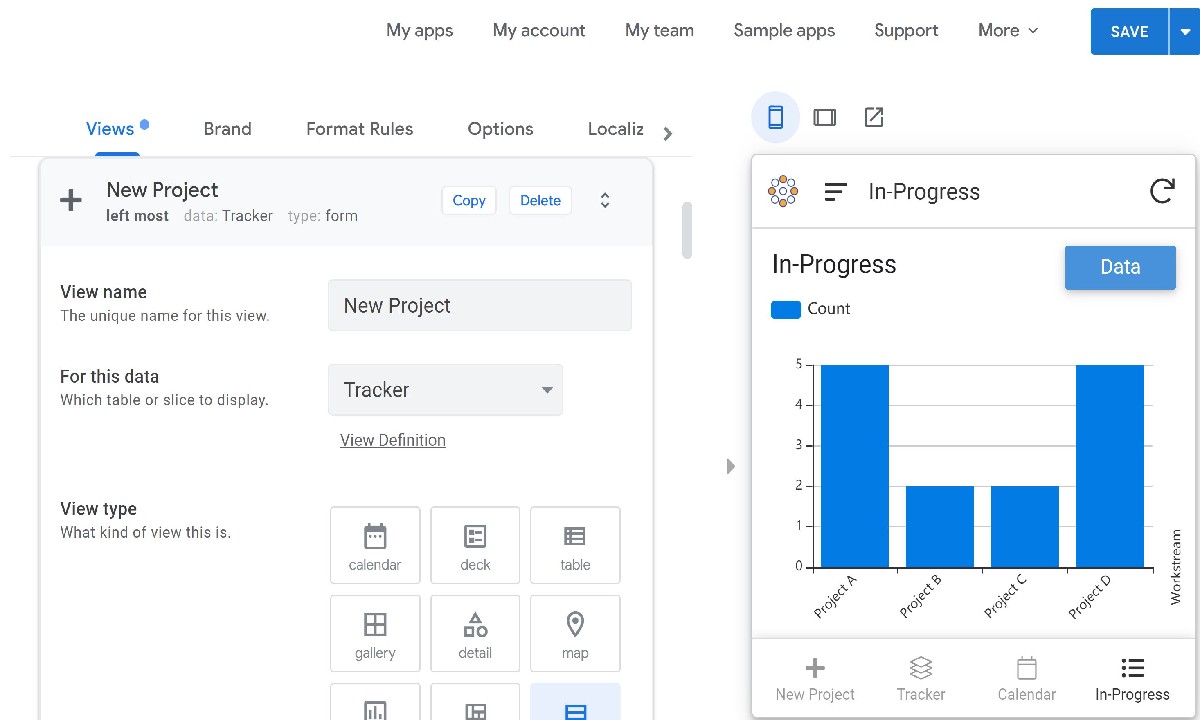 My apps My account My team Sample apps Support More SAVE
Views Brand Format Rules Options Localiz
New Project
left most data: Tracker type: form
Copy Delete
View name
The unique name for this view.
New Project
For this data
Which table or slice to display.
Tracker
View Definition
View type
What kind of view this is.
calendar deck table
gallery detail map
In-Progress
In-Progress
Data
Count
5
4
3
2
1
0
Project A Project B Project C Project D
Workstream
New Project Tracker Calendar In-Progress